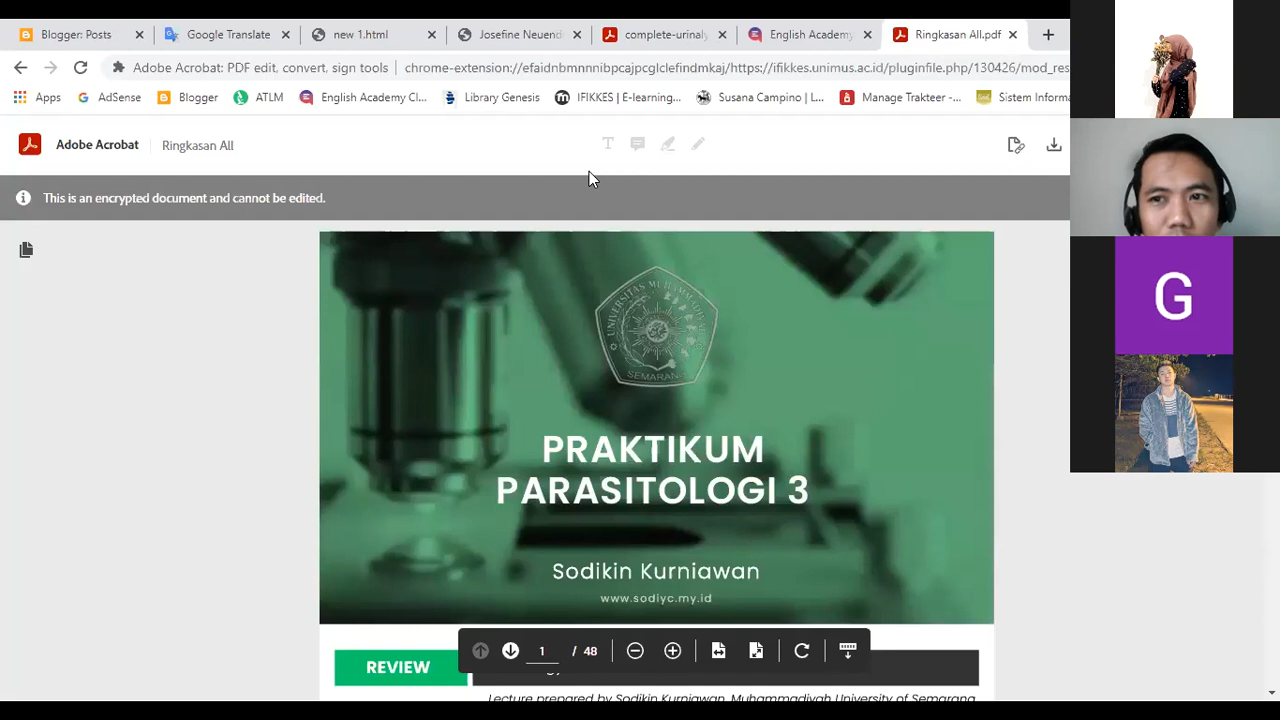 Blogger: Posts
Google Translate
new 1.html
Josefine Neuend
complete-urinaly
English Academy
Ringkasan All.pdf
Adobe Acrobat: PDF edit, convert, sign tools
chrome-extension://efaidnbmnnnibpcajpcglclefindmkaj/https://ifikkes.unimus.ac.id/pluginfile.php/130426/mod_res
Apps
AdSense
Blogger
ATLM
English Academy Cl...
Library Genesis
IFIKKES | E-learning...
Susana Campino | L...
Manage Trakteer -...
Sistem Informa
Adobe Acrobat
Ringkasan All
This is an encrypted document and cannot be edited.
UNIVERSITAS MUHAMMADIYAH
SEMARANG
PRAKTIKUM
PARASITOLOGI 3
Sodikin Kurniawan
www.sodiyc.my.id
1 / 48
REVIEW
Lecture prepared by Sodikin Kurniawan, Muhammadiyah University of Semarang
G